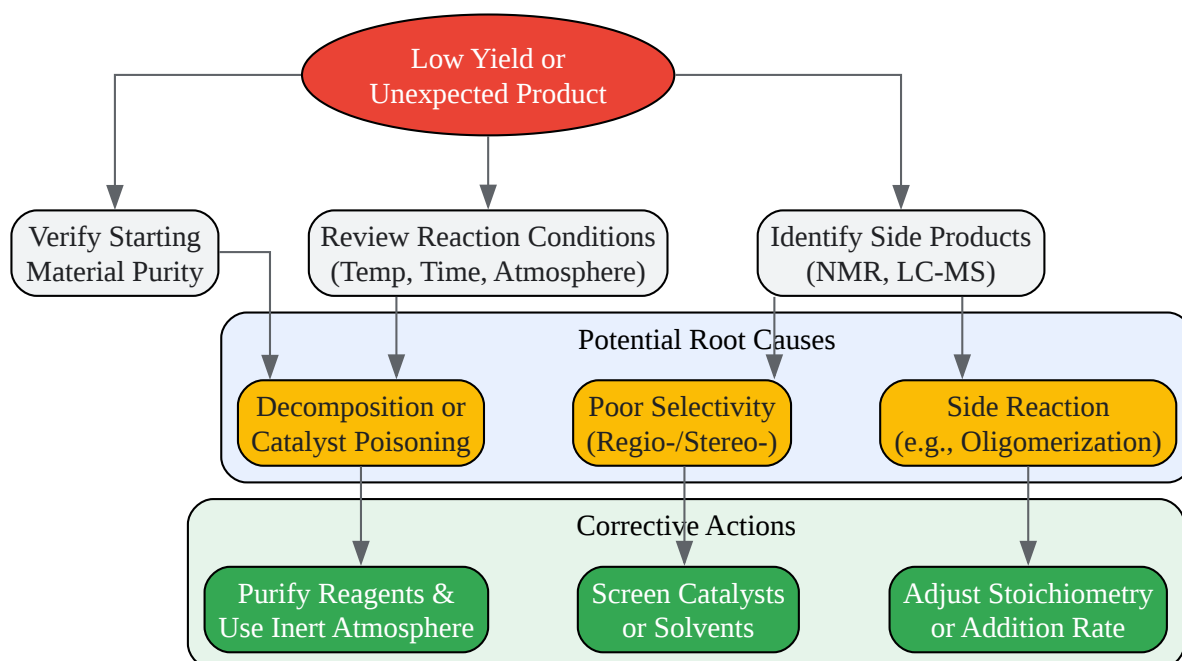 Low Yield or
Unexpected Product
Verify Starting
Material Purity
Review Reaction Conditions
(Temp, Time, Atmosphere)
Identify Side Products
(NMR, LC-MS)
Potential Root Causes
Decomposition or
Catalyst Poisoning
Poor Selectivity
(Regio-/Stereo-)
Side Reaction
(e.g., Oligomerization)
Corrective Actions
Purify Reagents &
Use Inert Atmosphere
Screen Catalysts
or Solvents
Adjust Stoichiometry
or Addition Rate